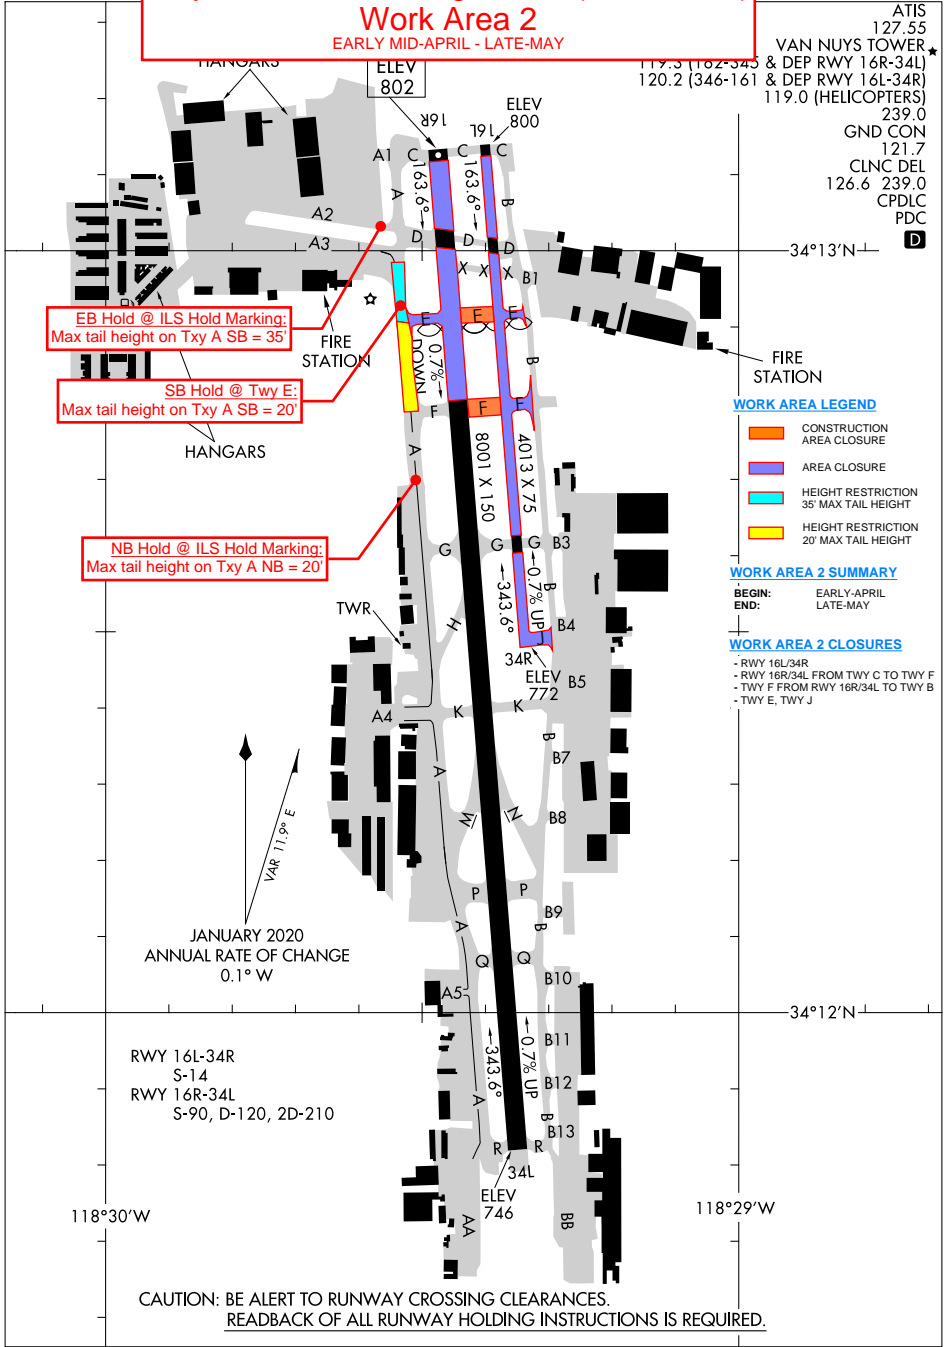 Work Area 2
EARLY MID-APRIL - LATE-MAY
ATIS
127.55
VAN NUYS TOWER
119.3 (162-345 & DEP RWY 16R-34L)
120.2 (346-161 & DEP RWY 16L-34R)
119.0 (HELICOPTERS)
239.0
GND CON
121.7
CLNC DEL
126.6 239.0
CPDLC
PDC
D
HANGARS
ELEV
802
ELEV
800
16R
16L
A1 C C C
163.6°
163.6°
A
B
A2
A3
D D D
X X X B1
34°13'N
EB Hold @ ILS Hold Marking:
Max tail height on Txy A SB = 35'
FIRE
STATION
E E
0.7%
DOWN
B
FIRE
STATION
SB Hold @ Twy E:
Max tail height on Txy A SB = 20'
F F F
HANGARS
A
8001 X 150
4013 X 75
WORK AREA LEGEND
CONSTRUCTION
AREA CLOSURE
AREA CLOSURE
HEIGHT RESTRICTION
35' MAX TAIL HEIGHT
HEIGHT RESTRICTION
20' MAX TAIL HEIGHT
NB Hold @ ILS Hold Marking:
Max tail height on Txy A NB = 20'
G G G B3
343.6°
0.7% UP
B
WORK AREA 2 SUMMARY
BEGIN: EARLY-APRIL
END: LATE-MAY
TWR
H
B4
J
34R
ELEV
772
B5
WORK AREA 2 CLOSURES
- RWY 16L/34R
- RWY 16R/34L FROM TWY C TO TWY F
- TWY F FROM RWY 16R/34L TO TWY B
- TWY E, TWY J
A4
K K
B
B7
A
VAR 11.9° E
M N B8
P P
B9
A
B
JANUARY 2020
ANNUAL RATE OF CHANGE
0.1° W
Q Q
B10
A5
34°12'N
343.6°
0.7% UP
B11
RWY 16L-34R
S-14
RWY 16R-34L
S-90, D-120, 2D-210
B12
A
B
B13
R R
34L
ELEV
746
118°30'W
118°29'W
AA
BB
CAUTION: BE ALERT TO RUNWAY CROSSING CLEARANCES.
READBACK OF ALL RUNWAY HOLDING INSTRUCTIONS IS REQUIRED.